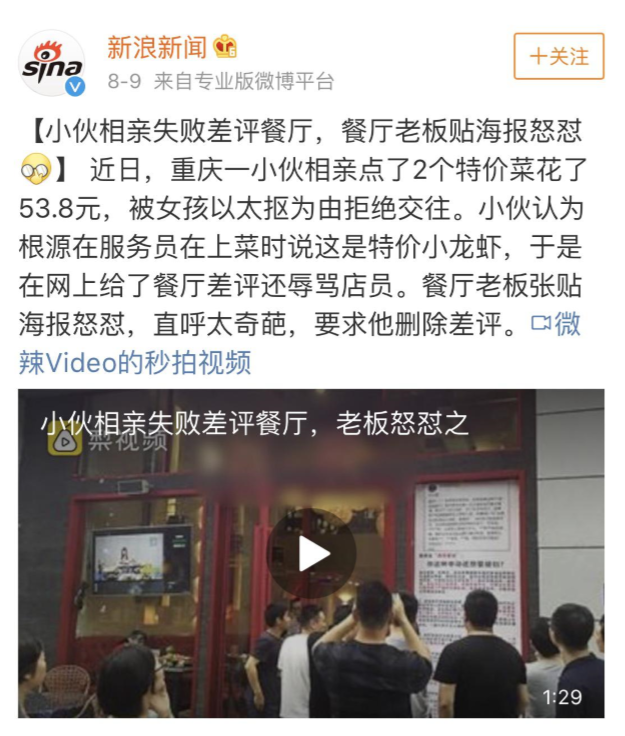 sina
新浪新闻
+关注
8-9 来自专业版微博平台
【小伙相亲失败差评餐厅，餐厅老板贴海报怒怼
】近日，重庆一小伙相亲点了2个特价菜花了
53.8元，被女孩以太抠为由拒绝交往。小伙认为
根源在服务员在上菜时说这是特价小龙虾，于是
在网上给了餐厅差评还辱骂店员。餐厅老板张贴
海报怒怼，直呼太奇葩，要求他删除差评。微
辣Video的秒拍视频
小伙相亲失败差评餐厅，老板怒怼之
梨视频
1:29